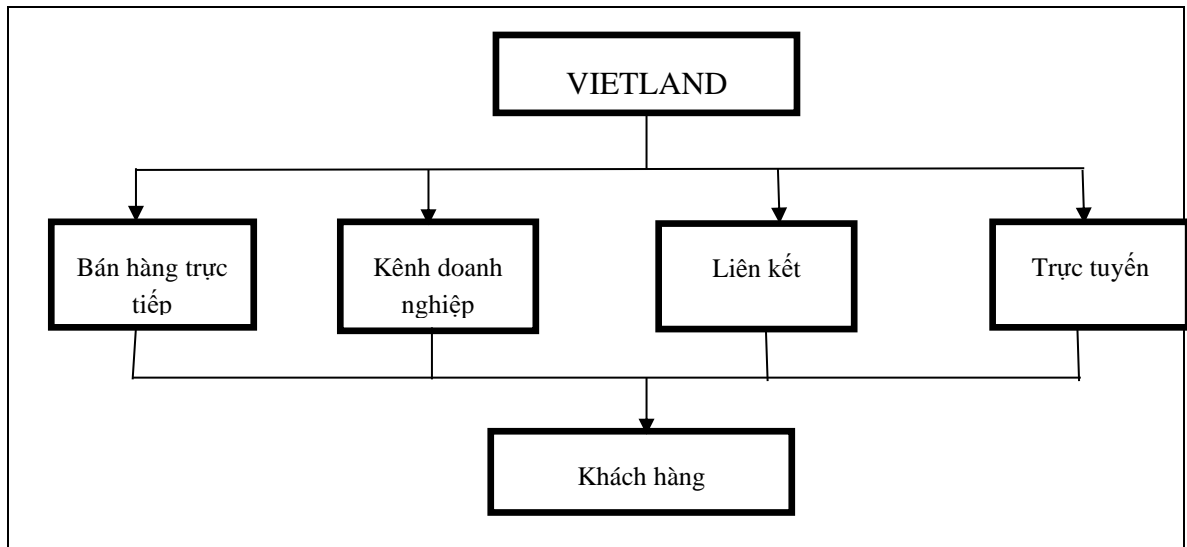 VIETLAND
Bán hàng trực
tiếp
Kênh doanh
nghiệp
Liên kết
Trực tuyến
Khách hàng